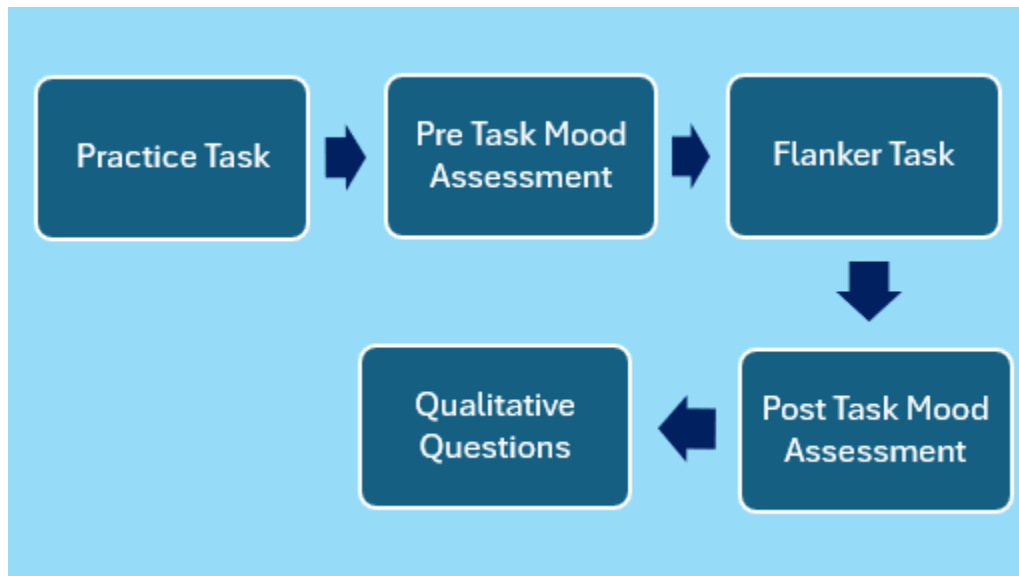 Practice Task
Pre Task Mood
Assessment
Flanker Task
Post Task Mood
Assessment
Qualitative
Questions